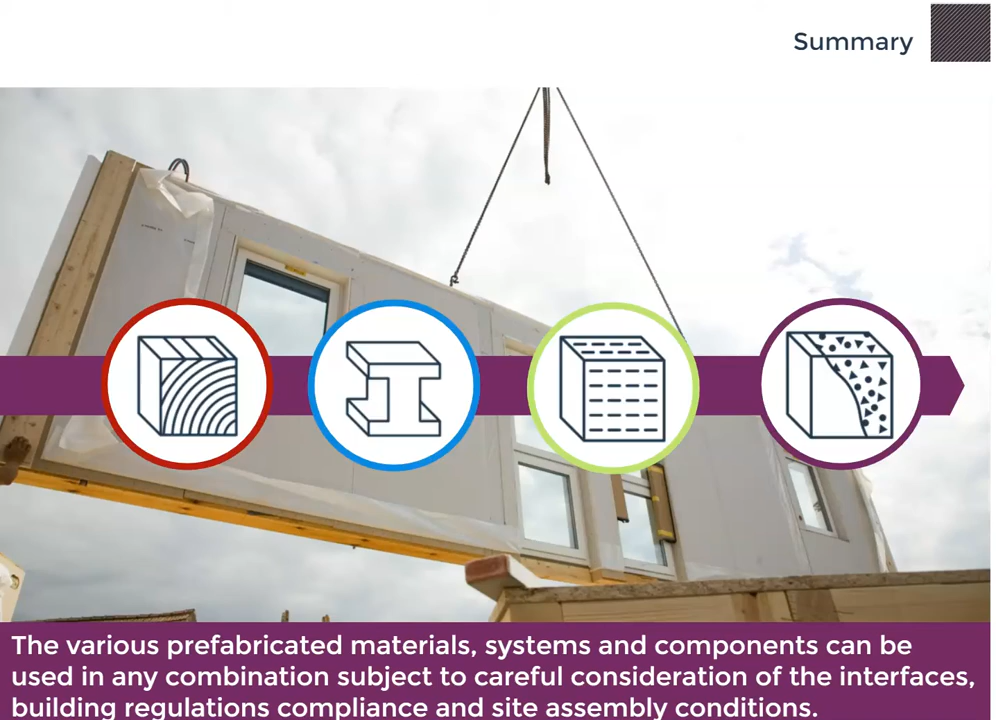 Summary
The various prefabricated materials, systems and components can be
used in any combination subject to careful consideration of the interfaces,
building regulations compliance and site assembly conditions.